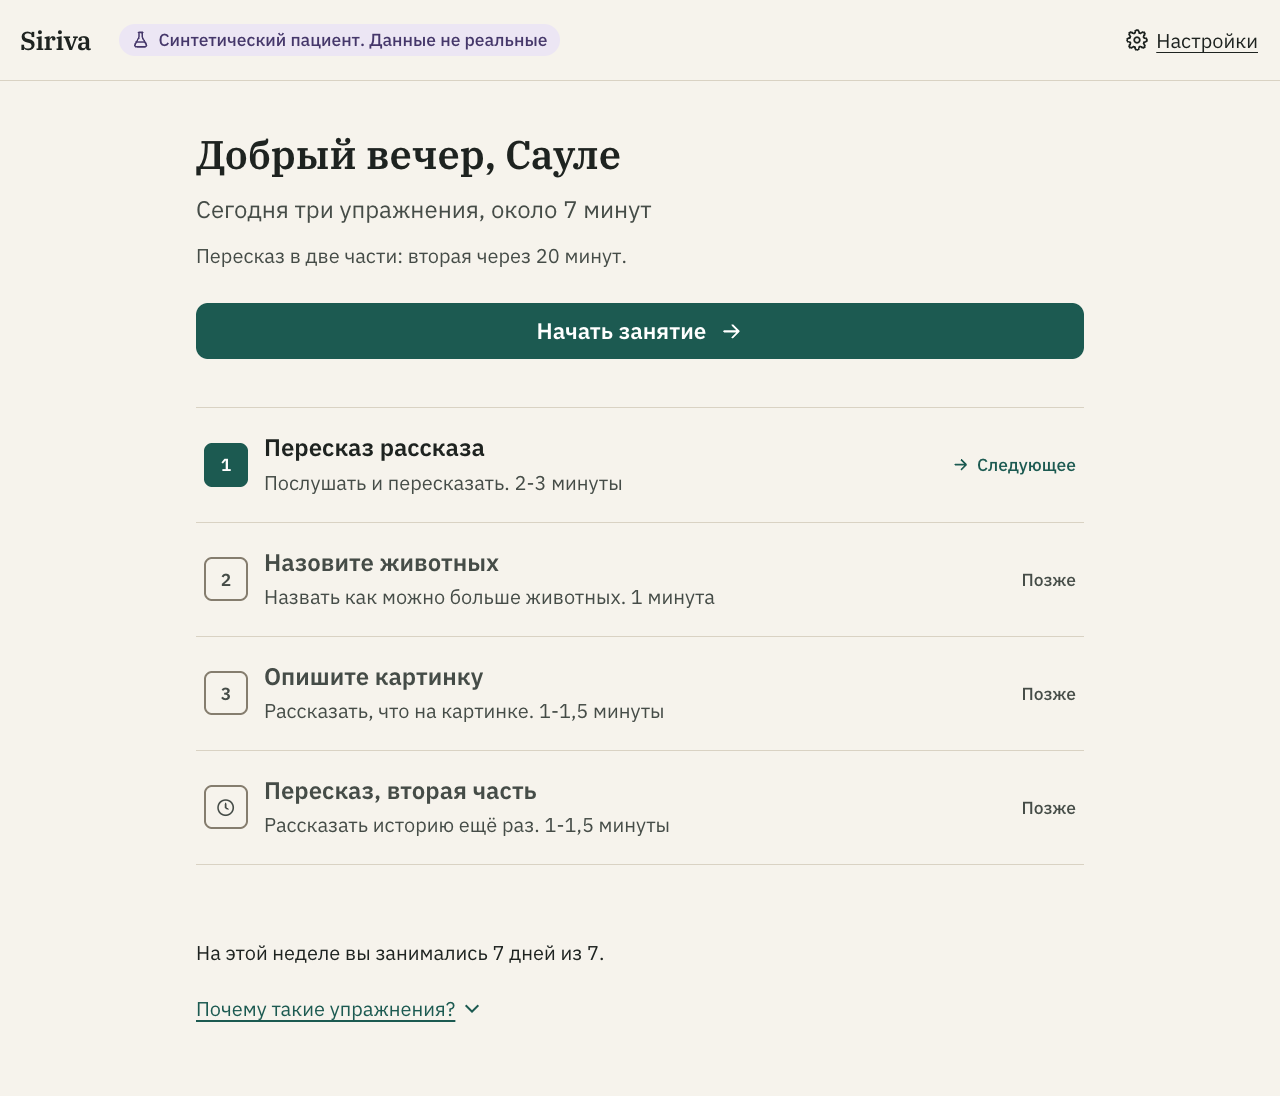 Siriva
Синтетический пациент. Данные не реальные
Настройки
Добрый вечер, Сауле
Сегодня три упражнения, около 7 минут
Пересказ в две части: вторая через 20 минут.
Начать занятие →
1
Пересказ рассказа
Послушать и пересказать. 2-3 минуты
→ Следующее
2
Назовите животных
Назвать как можно больше животных. 1 минута
Позже
3
Опишите картинку
Рассказать, что на картинке. 1-1,5 минуты
Позже
Пересказ, вторая часть
Рассказать историю ещё раз. 1-1,5 минуты
Позже
На этой неделе вы занимались 7 дней из 7.
Почему такие упражнения?